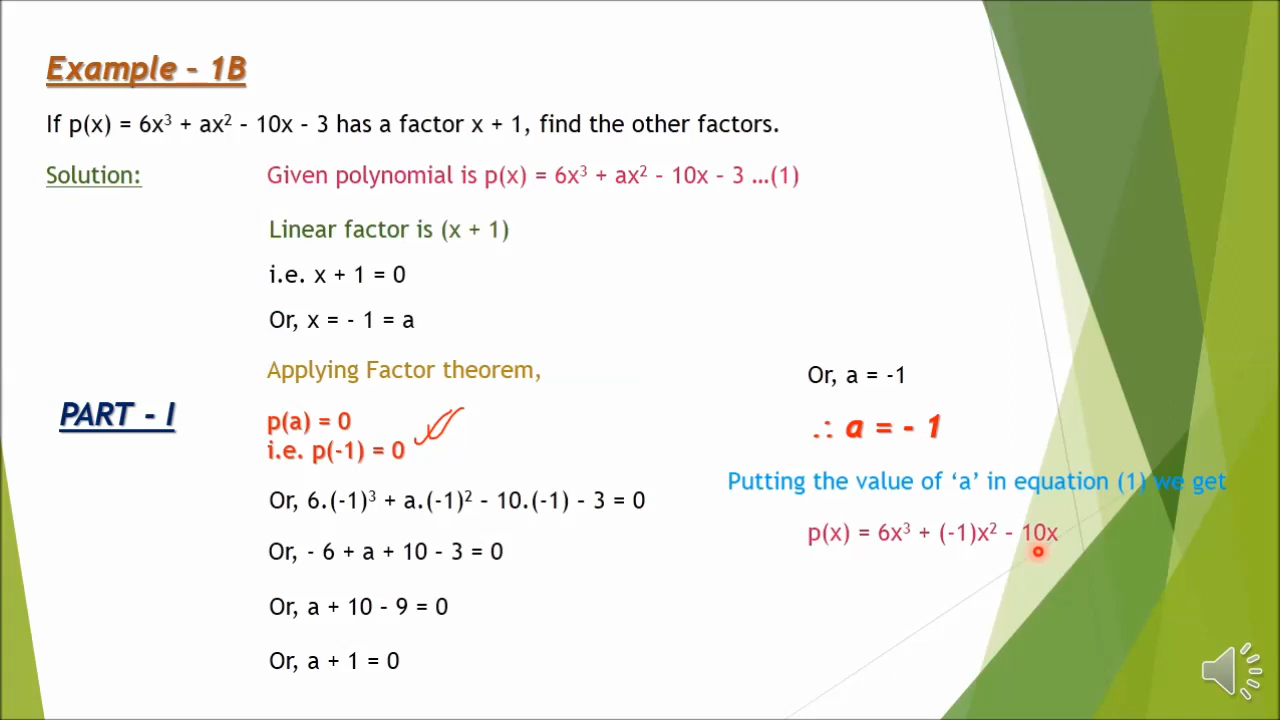 Example – 1B
If p(x) = 6x³ + ax² – 10x – 3 has a factor x + 1, find the other factors.
Solution: Given polynomial is p(x) = 6x³ + ax² – 10x – 3 …(1)
Linear factor is (x + 1)
i.e. x + 1 = 0
Or, x = - 1 = a
Applying Factor theorem,
PART - I
p(a) = 0
i.e. p(-1) = 0
Or, 6.(-1)³ + a.(-1)² – 10.(-1) – 3 = 0
Or, - 6 + a + 10 – 3 = 0
Or, a + 10 – 9 = 0
Or, a + 1 = 0
Or, a = -1
∴ a = - 1
Putting the value of ‘a’ in equation (1) we get
p(x) = 6x³ + (-1)x² – 10x